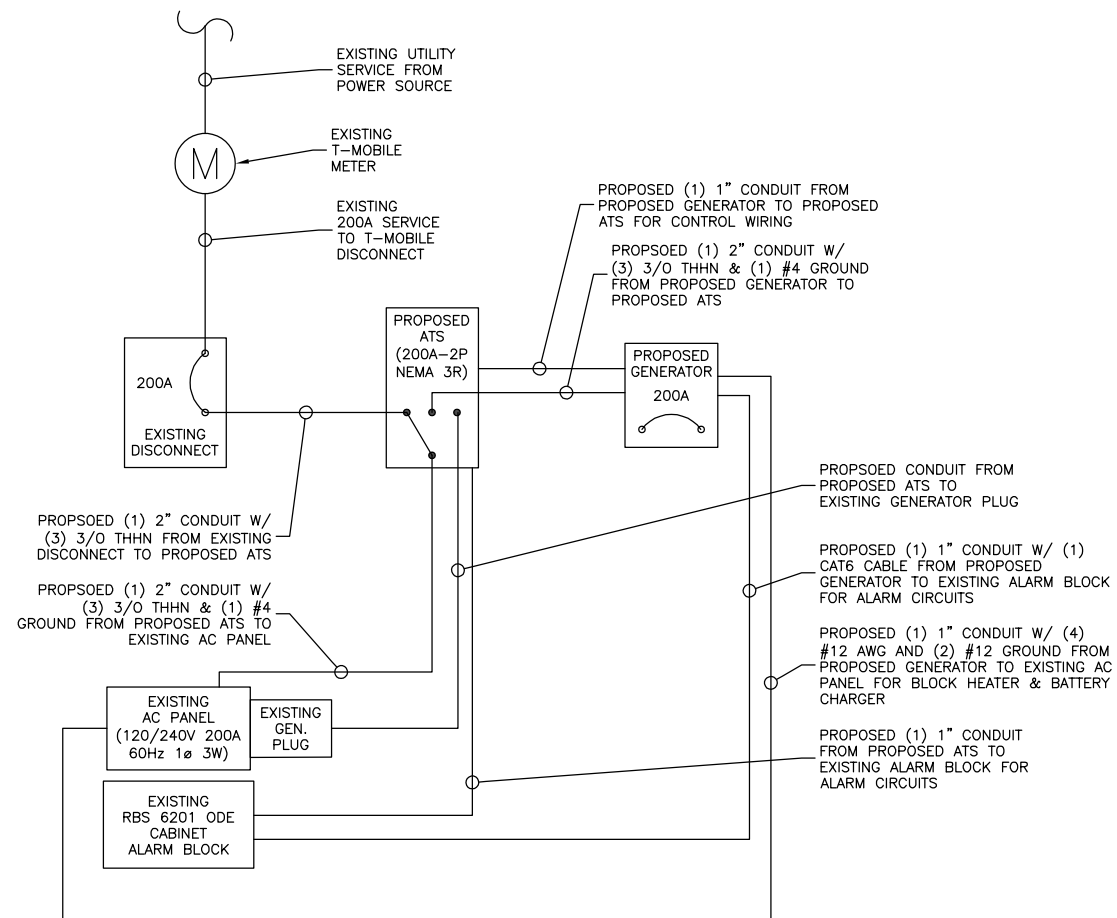 EXISTING UTILITY
SERVICE FROM
POWER SOURCE
EXISTING
T-MOBILE
METER
M
EXISTING
200A SERVICE
TO T-MOBILE
DISCONNECT
PROPOSED (1) 1" CONDUIT FROM
PROPOSED GENERATOR TO PROPOSED
ATS FOR CONTROL WIRING
PROPSOED (1) 2" CONDUIT W/
(3) 3/0 THHN & (1) #4 GROUND
FROM PROPOSED GENERATOR TO
PROPOSED ATS
PROPOSED
ATS
(200A-2P
NEMA 3R)
PROPOSED
GENERATOR
200A
200A
EXISTING
DISCONNECT
PROPSOED CONDUIT FROM
PROPOSED ATS TO
EXISTING GENERATOR PLUG
PROPSOED (1) 2" CONDUIT W/
(3) 3/0 THHN FROM EXISTING
DISCONNECT TO PROPOSED ATS
PROPOSED (1) 1" CONDUIT W/ (1)
CAT6 CABLE FROM PROPOSED
GENERATOR TO EXISTING ALARM BLOCK
FOR ALARM CIRCUITS
PROPSOED (1) 2" CONDUIT W/
(3) 3/0 THHN & (1) #4
GROUND FROM PROPOSED ATS TO
EXISTING AC PANEL
PROPOSED (1) 1" CONDUIT W/ (4)
#12 AWG AND (2) #12 GROUND FROM
PROPOSED GENERATOR TO EXISTING AC
PANEL FOR BLOCK HEATER & BATTERY
CHARGER
EXISTING
AC PANEL
(120/240V 200A
60Hz 1ø 3W)
EXISTING
GEN.
PLUG
PROPOSED (1) 1" CONDUIT
FROM PROPOSED ATS TO
EXISTING ALARM BLOCK FOR
ALARM CIRCUITS
EXISTING
RBS 6201 ODE
CABINET
ALARM BLOCK